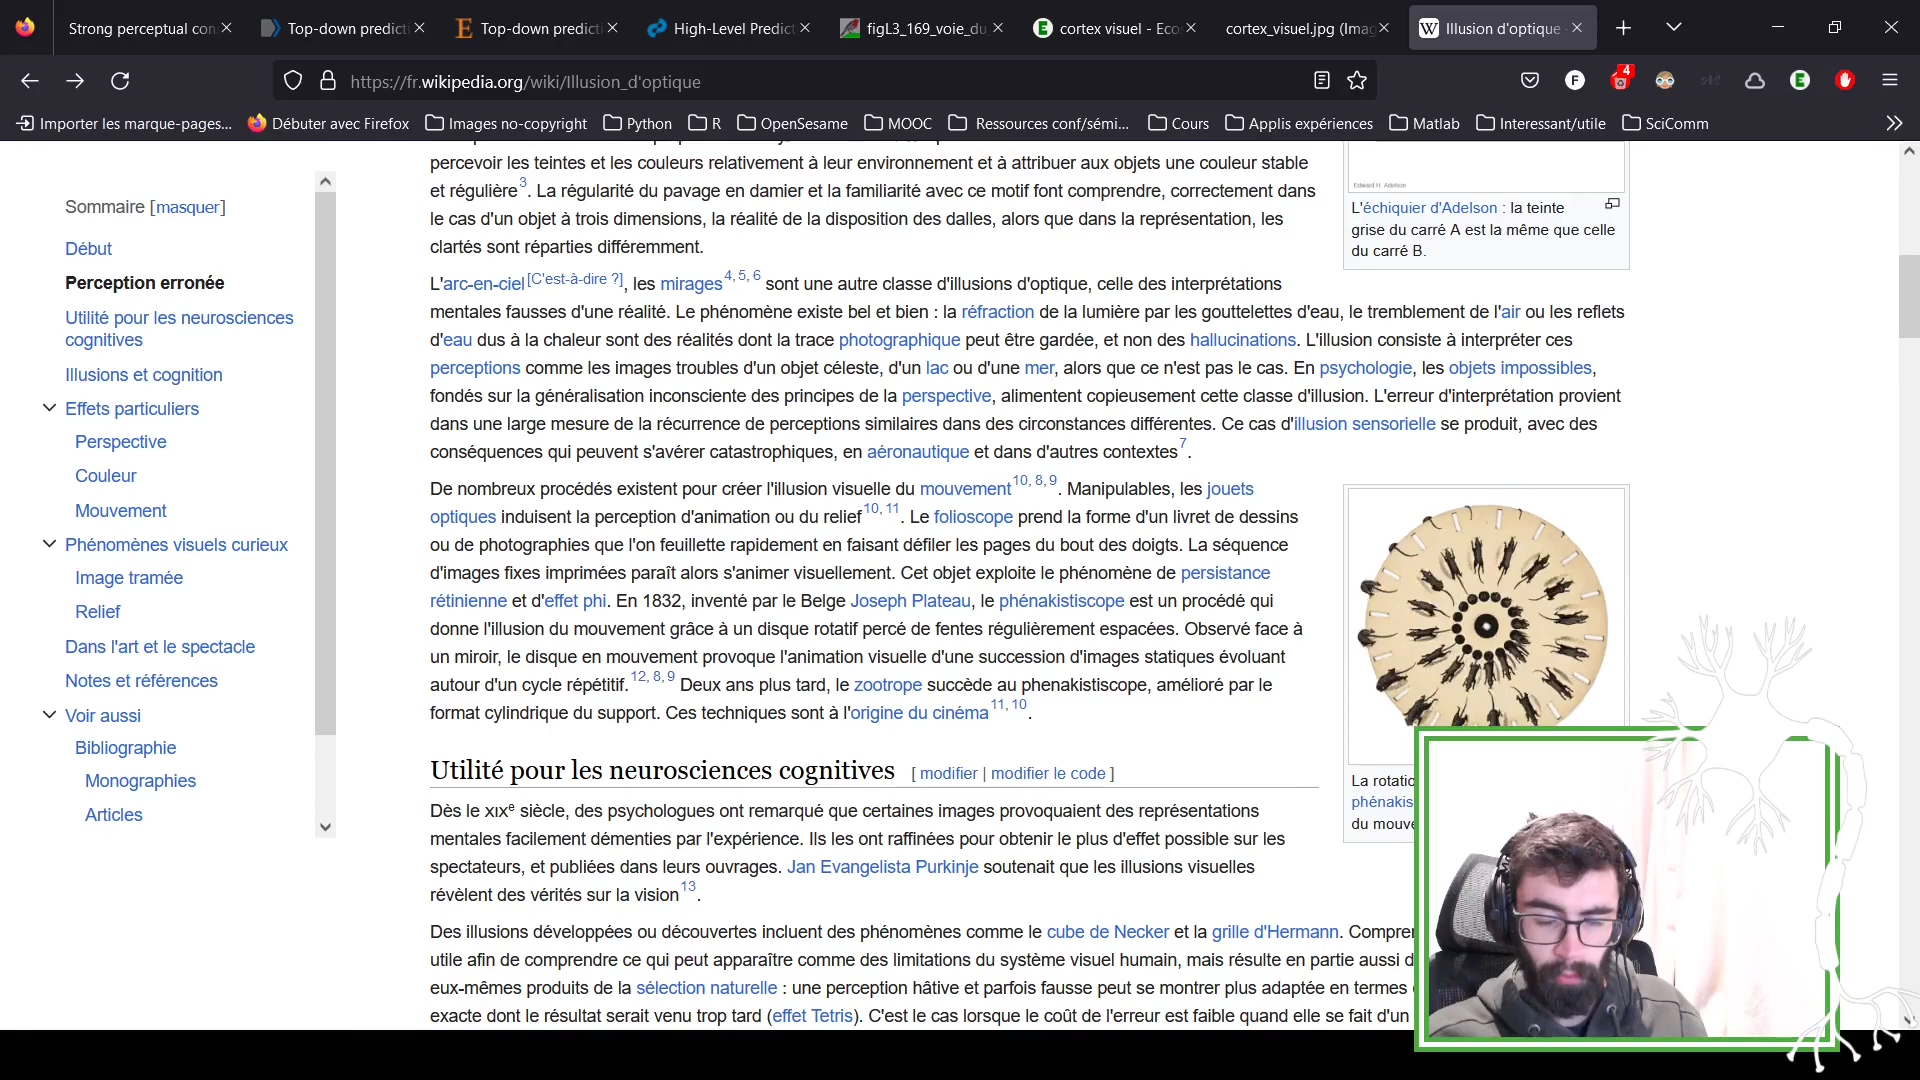 Strong perceptual con
Top-down predicti
Top-down predicti
High-Level Predict
figL3_169_voie_du
cortex visuel - Eco
cortex_visuel.jpg (Imag
Illusion d'optique
https://fr.wikipedia.org/wiki/Illusion_d'optique
4
Importer les marque-pages...
Débuter avec Firefox
Images no-copyright
Python
R
OpenSesame
MOOC
Ressources conf/sémi...
Cours
Applis expériences
Matlab
Interessant/utile
SciComm
Sommaire [masquer]
Début
Perception erronée
Utilité pour les neurosciences
cognitives
Illusions et cognition
Effets particuliers
Perspective
Couleur
Mouvement
Phénomènes visuels curieux
Image tramée
Relief
Dans l'art et le spectacle
Notes et références
Voir aussi
Bibliographie
Monographies
Articles
percevoir les teintes et les couleurs relativement à leur environnement et à attribuer aux objets une couleur stable
et régulière3. La régularité du pavage en damier et la familiarité avec ce motif font comprendre, correctement dans
le cas d'un objet à trois dimensions, la réalité de la disposition des dalles, alors que dans la représentation, les
clartés sont réparties différemment.
L'arc-en-ciel[C'est-à-dire ?], les mirages4, 5, 6 sont une autre classe d'illusions d'optique, celle des interprétations
mentales fausses d'une réalité. Le phénomène existe bel et bien : la réfraction de la lumière par les gouttelettes d'eau, le tremblement de l'air ou les reflets
d'eau dus à la chaleur sont des réalités dont la trace photographique peut être gardée, et non des hallucinations. L'illusion consiste à interpréter ces
perceptions comme les images troubles d'un objet céleste, d'un lac ou d'une mer, alors que ce n'est pas le cas. En psychologie, les objets impossibles,
fondés sur la généralisation inconsciente des principes de la perspective, alimentent copieusement cette classe d'illusion. L'erreur d'interprétation provient
dans une large mesure de la récurrence de perceptions similaires dans des circonstances différentes. Ce cas d'illusion sensorielle se produit, avec des
conséquences qui peuvent s'avérer catastrophiques, en aéronautique et dans d'autres contextes7.
De nombreux procédés existent pour créer l'illusion visuelle du mouvement10, 8, 9. Manipulables, les jouets
optiques induisent la perception d'animation ou du relief10, 11. Le folioscope prend la forme d'un livret de dessins
ou de photographies que l'on feuillette rapidement en faisant défiler les pages du bout des doigts. La séquence
d'images fixes imprimées paraît alors s'animer visuellement. Cet objet exploite le phénomène de persistance
rétinienne et d'effet phi. En 1832, inventé par le Belge Joseph Plateau, le phénakistiscope est un procédé qui
donne l'illusion du mouvement grâce à un disque rotatif percé de fentes régulièrement espacées. Observé face à
un miroir, le disque en mouvement provoque l'animation visuelle d'une succession d'images statiques évoluant
autour d'un cycle répétitif.12, 8, 9 Deux ans plus tard, le zootrope succède au phenakistiscope, amélioré par le
format cylindrique du support. Ces techniques sont à l'origine du cinéma11, 10.
Utilité pour les neurosciences cognitives [ modifier | modifier le code ]
Dès le XIXe siècle, des psychologues ont remarqué que certaines images provoquaient des représentations
mentales facilement démenties par l'expérience. Ils les ont raffinées pour obtenir le plus d'effet possible sur les
spectateurs, et publiées dans leurs ouvrages. Jan Evangelista Purkinje soutenait que les illusions visuelles
révèlent des vérités sur la vision13.
Des illusions développées ou découvertes incluent des phénomènes comme le cube de Necker et la grille d'Hermann. Comprer
utile afin de comprendre ce qui peut apparaître comme des limitations du système visuel humain, mais résulte en partie aussi d
eux-mêmes produits de la sélection naturelle : une perception hâtive et parfois fausse peut se montrer plus adaptée en termes
exacte dont le résultat serait venu trop tard (effet Tetris). C'est le cas lorsque le coût de l'erreur est faible quand elle se fait d'un
Edward H. Adelson
L'échiquier d'Adelson : la teinte
grise du carré A est la même que celle
du carré B.
La rotatio
phénakis
du mouve